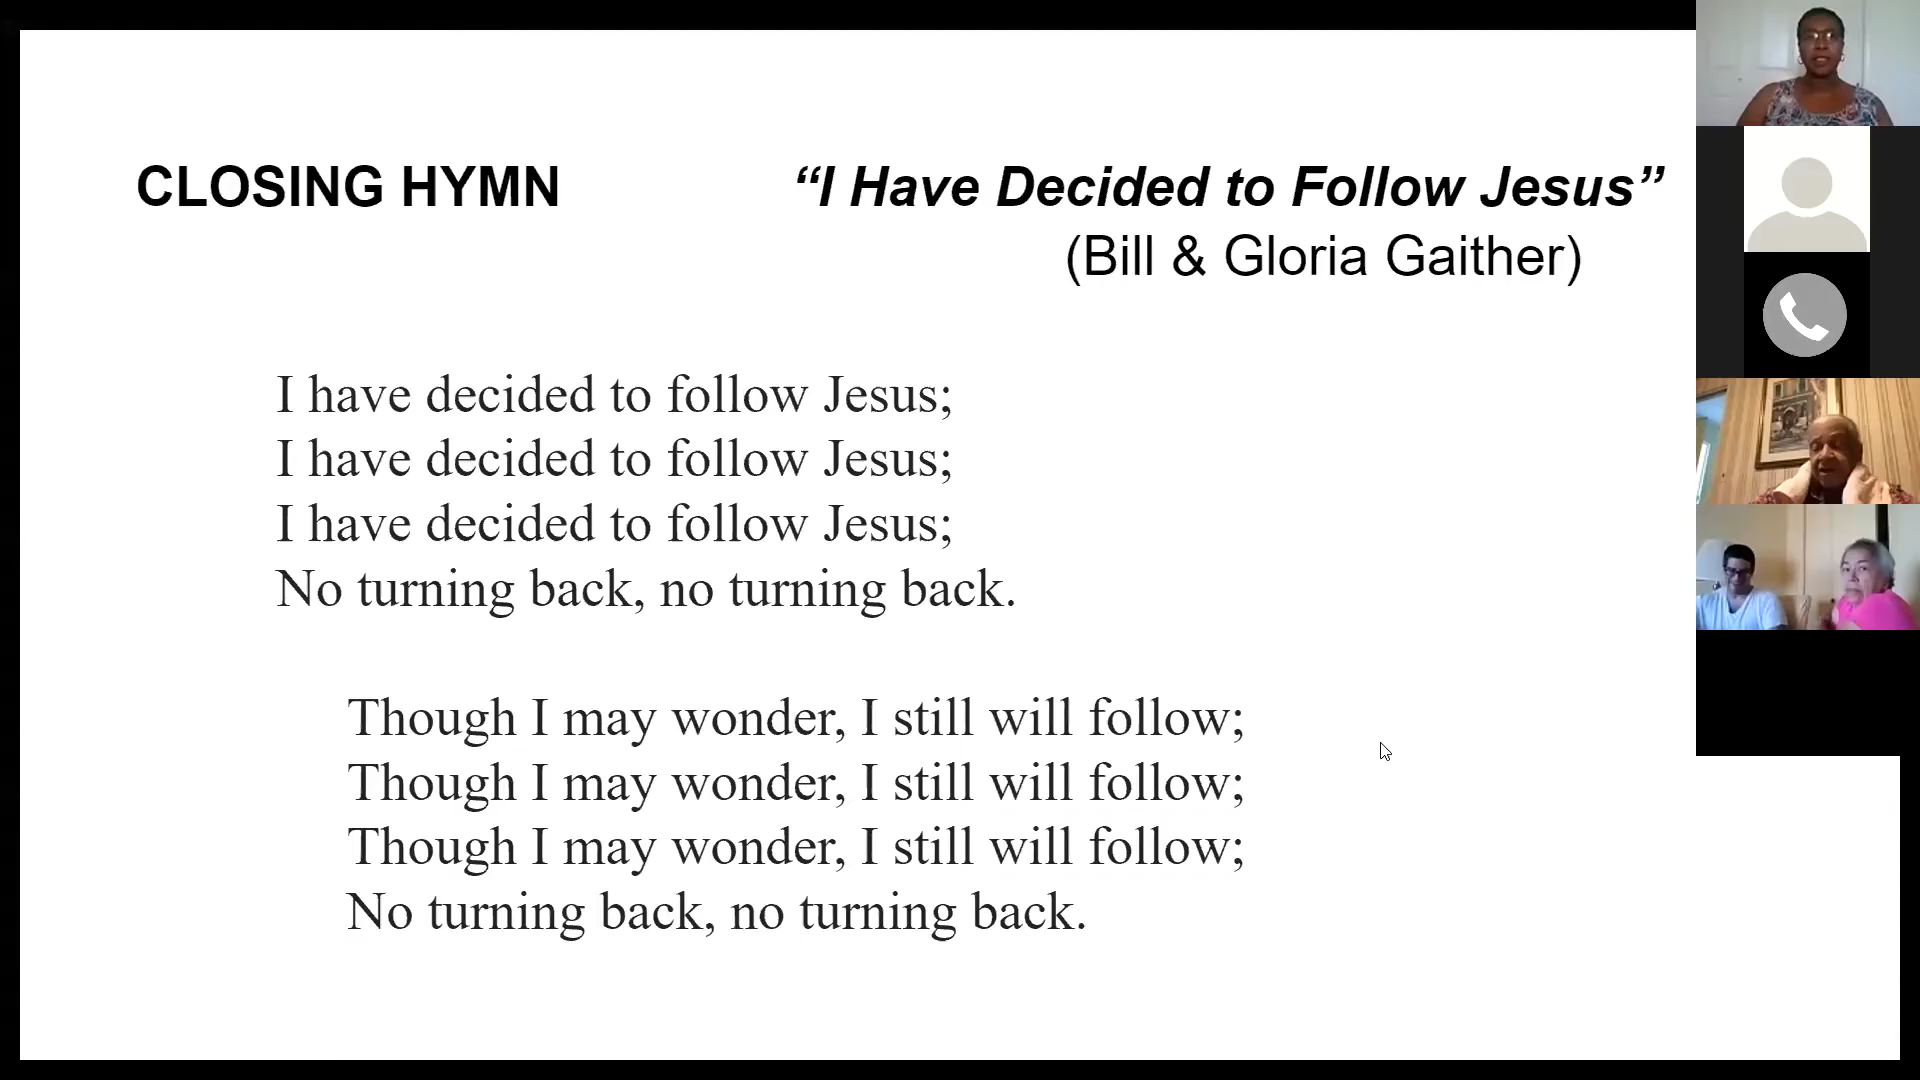 CLOSING HYMN “I Have Decided to Follow Jesus”
(Bill & Gloria Gaither)
I have decided to follow Jesus;
I have decided to follow Jesus;
I have decided to follow Jesus;
No turning back, no turning back.
Though I may wonder, I still will follow;
Though I may wonder, I still will follow;
Though I may wonder, I still will follow;
No turning back, no turning back.